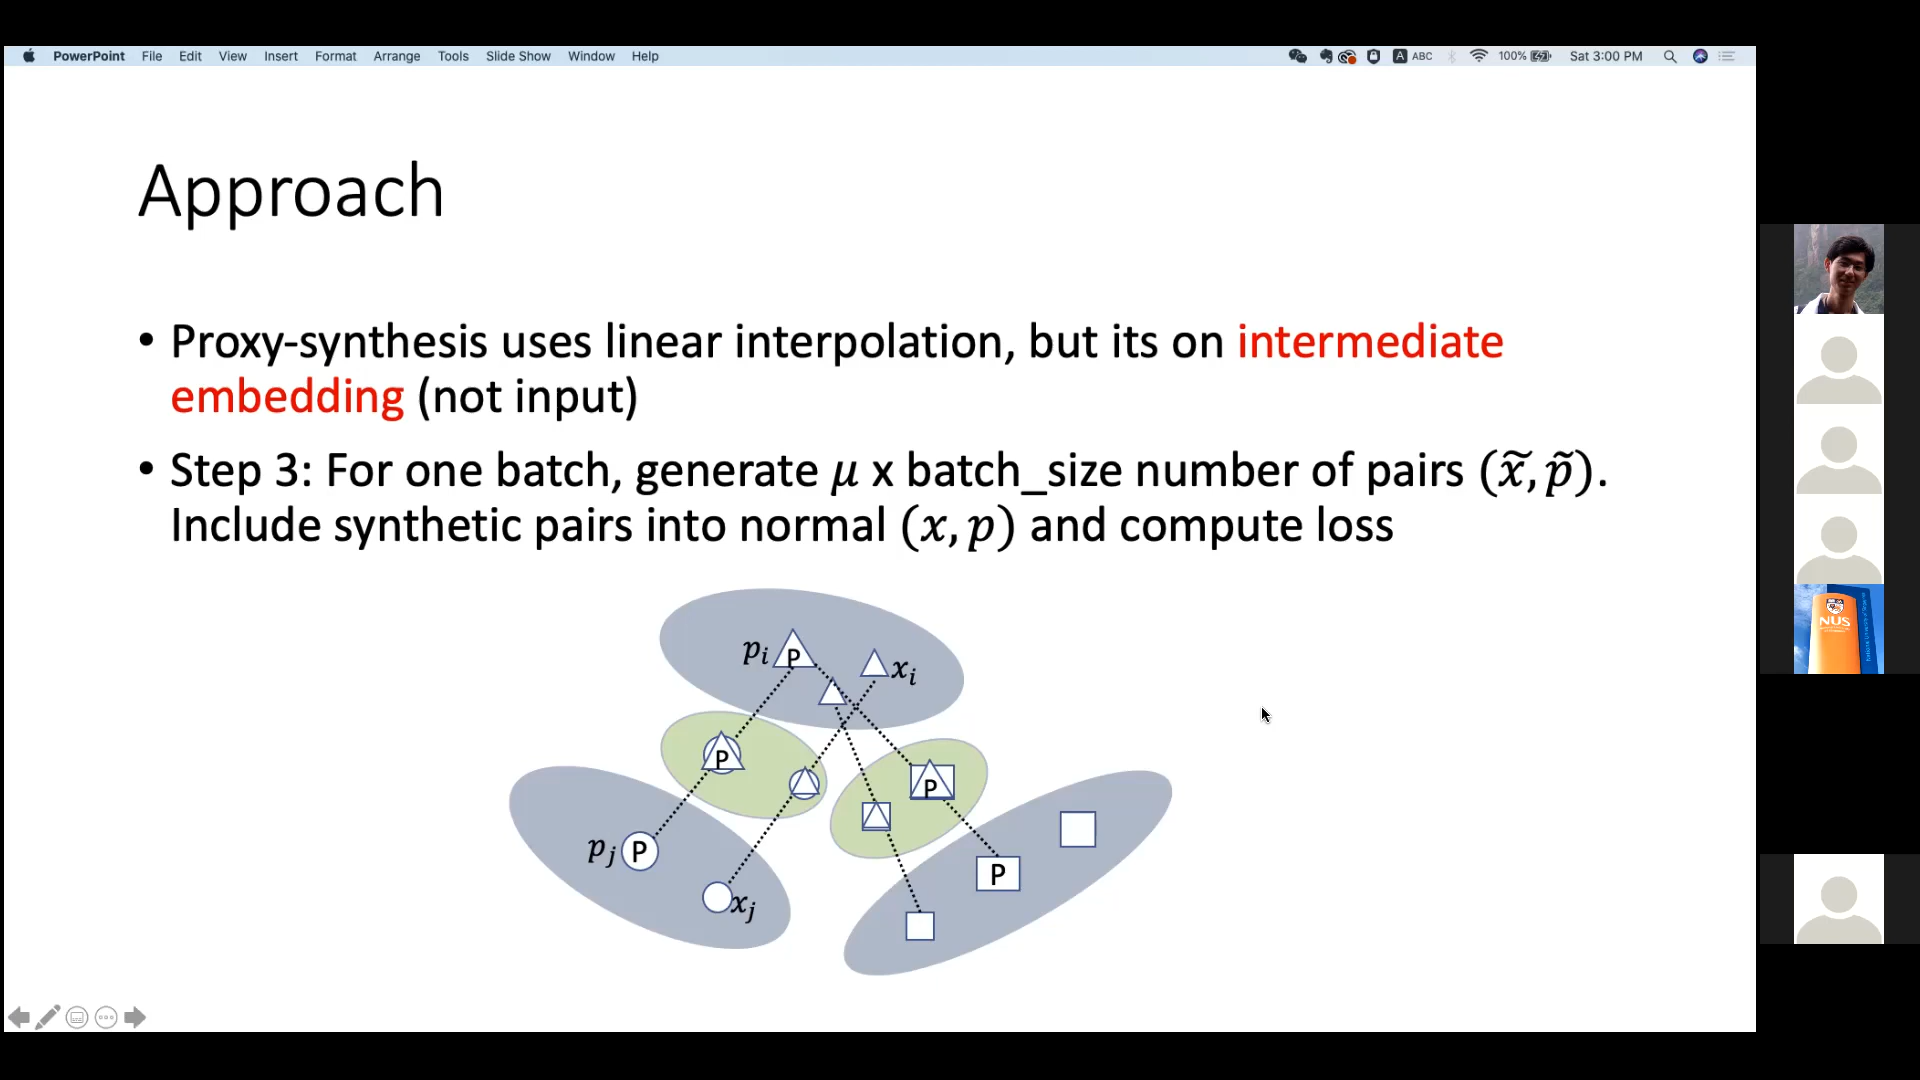 PowerPoint File Edit View Insert Format Arrange Tools Slide Show Window Help A ABC 100% Sat 3:00 PM
Approach
• Proxy-synthesis uses linear interpolation, but its on intermediate
embedding (not input)
• Step 3: For one batch, generate μ x batch_size number of pairs (x̃, p̃).
Include synthetic pairs into normal (x, p) and compute loss
NUS
pᵢ P xᵢ
P P
pⱼ P P
xⱼ